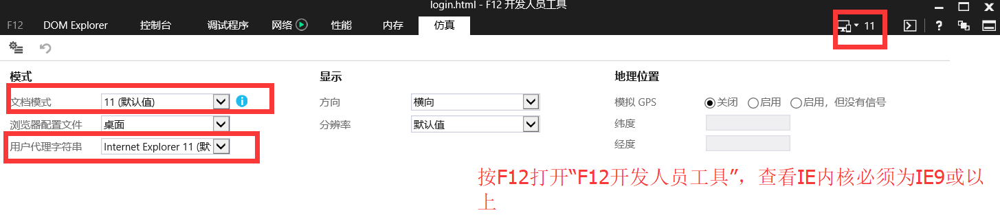 login.html - F12 开发人员工具
F12 DOM Explorer 控制台 调试程序 网络 性能 内存 仿真 11 ?
模式 显示 地理位置
文档模式 11 (默认值) 方向 横向 模拟 GPS 关闭 启用 启用，但没有信号
浏览器配置文件 桌面 分辨率 默认值 纬度
用户代理字符串 Internet Explorer 11 (默 经度
按F12打开“F12开发人员工具”，查看IE内核必须为IE9或以
上